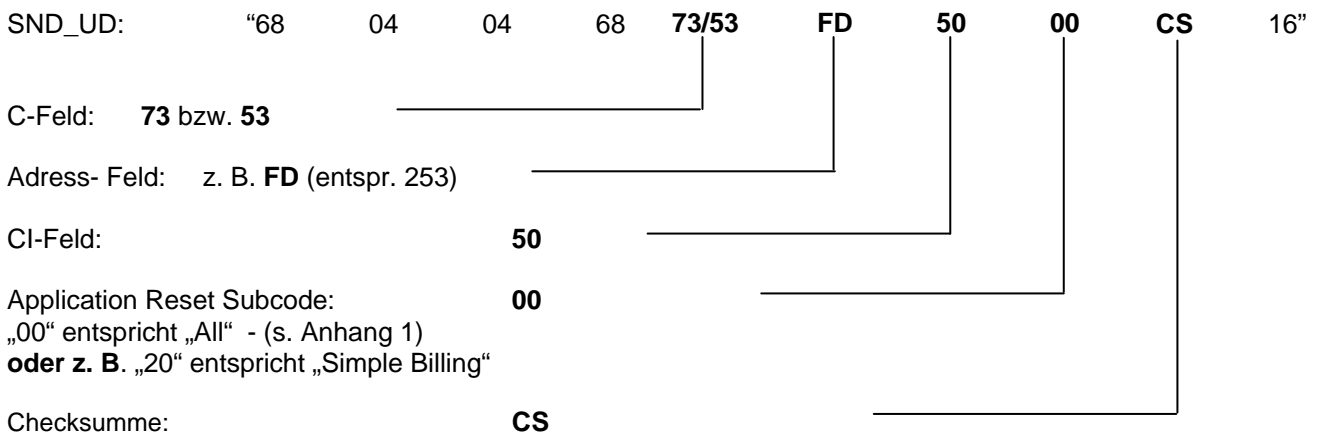 SND_UD: “68 04 04 68 73/53 FD 50 00 CS 16”
C-Feld: 73 bzw. 53
Adress- Feld: z. B. FD (entspr. 253)
CI-Feld: 50
Application Reset Subcode: 00
„00“ entspricht „All“ - (s. Anhang 1)
oder z. B. „20“ entspricht „Simple Billing“
Checksumme: CS